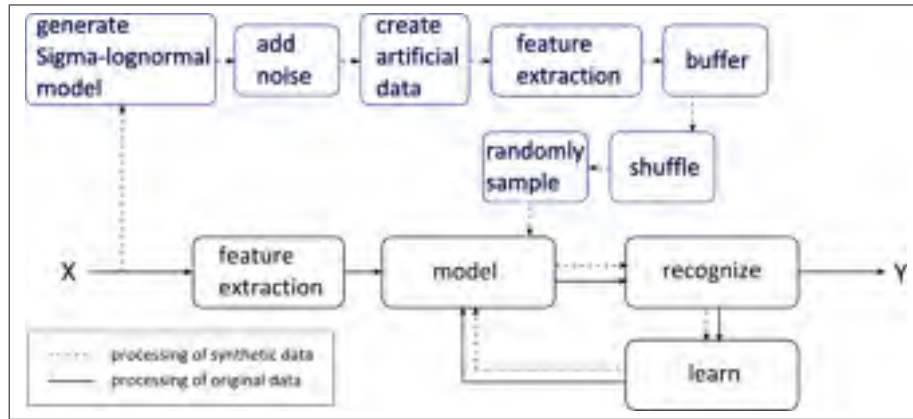 generate
Sigma-lognormal
model
add
noise
create
artificial
data
feature
extraction
buffer
randomly
sample
shuffle
X
feature
extraction
model
recognize
Y
processing of synthetic data
processing of original data
learn